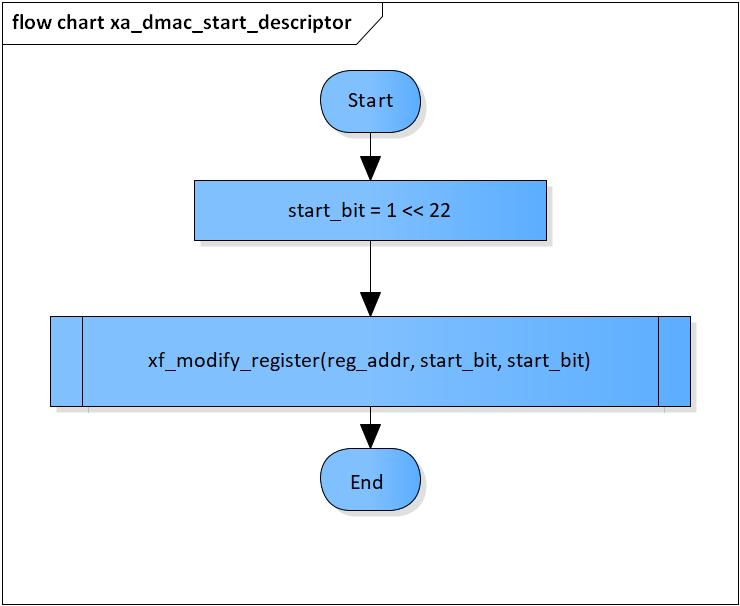 flow chart xa_dmac_start_descriptor
Start
start_bit = 1 << 22
xf_modify_register(reg_addr, start_bit, start_bit)
End